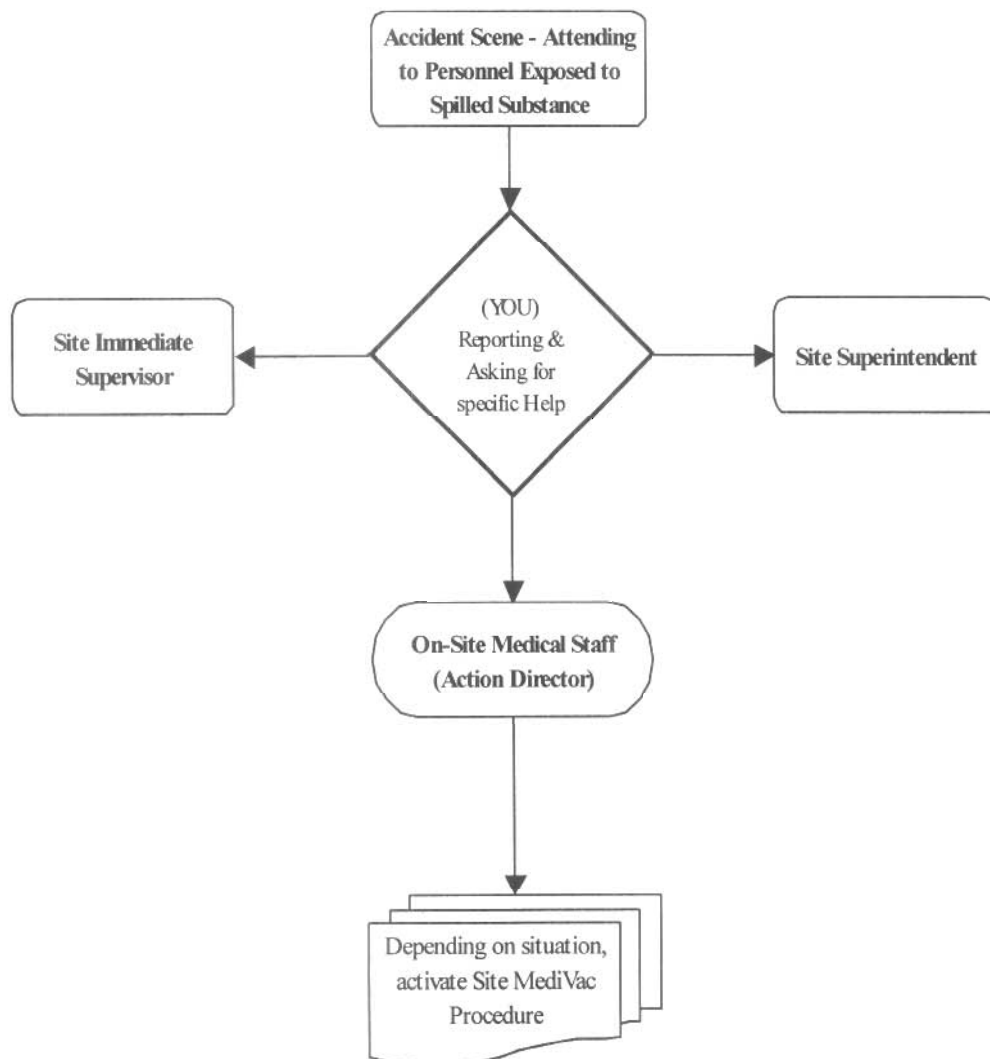 Accident Scene - Attending
to Personnel Exposed to
Spilled Substance
(YOU)
Reporting &
Asking for
specific Help
Site Immediate
Supervisor
Site Superintendent
On-Site Medical Staff
(Action Director)
Depending on situation,
activate Site MediVac
Procedure